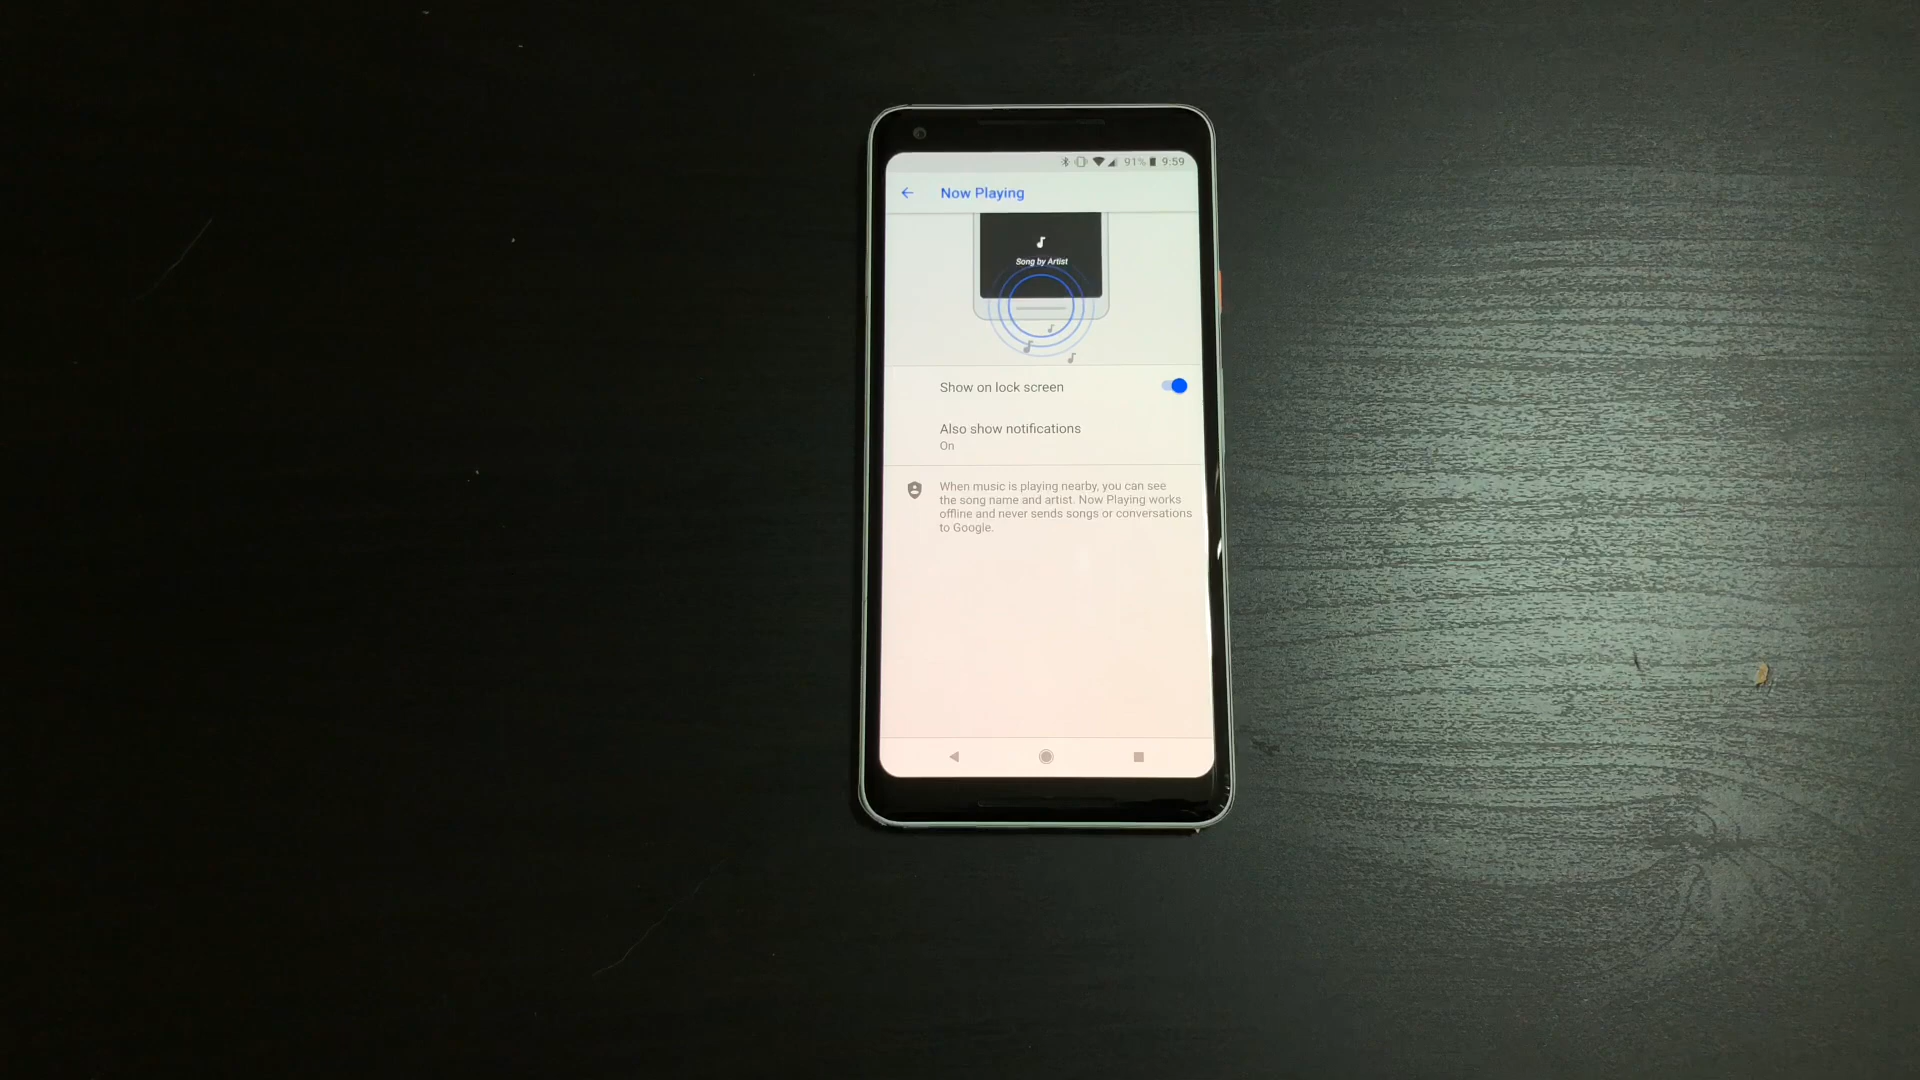 91% 9:59
Now Playing
Song by Artist
Show on lock screen
Also show notifications
On
When music is playing nearby, you can see
the song name and artist. Now Playing works
offline and never sends songs or conversations
to Google.